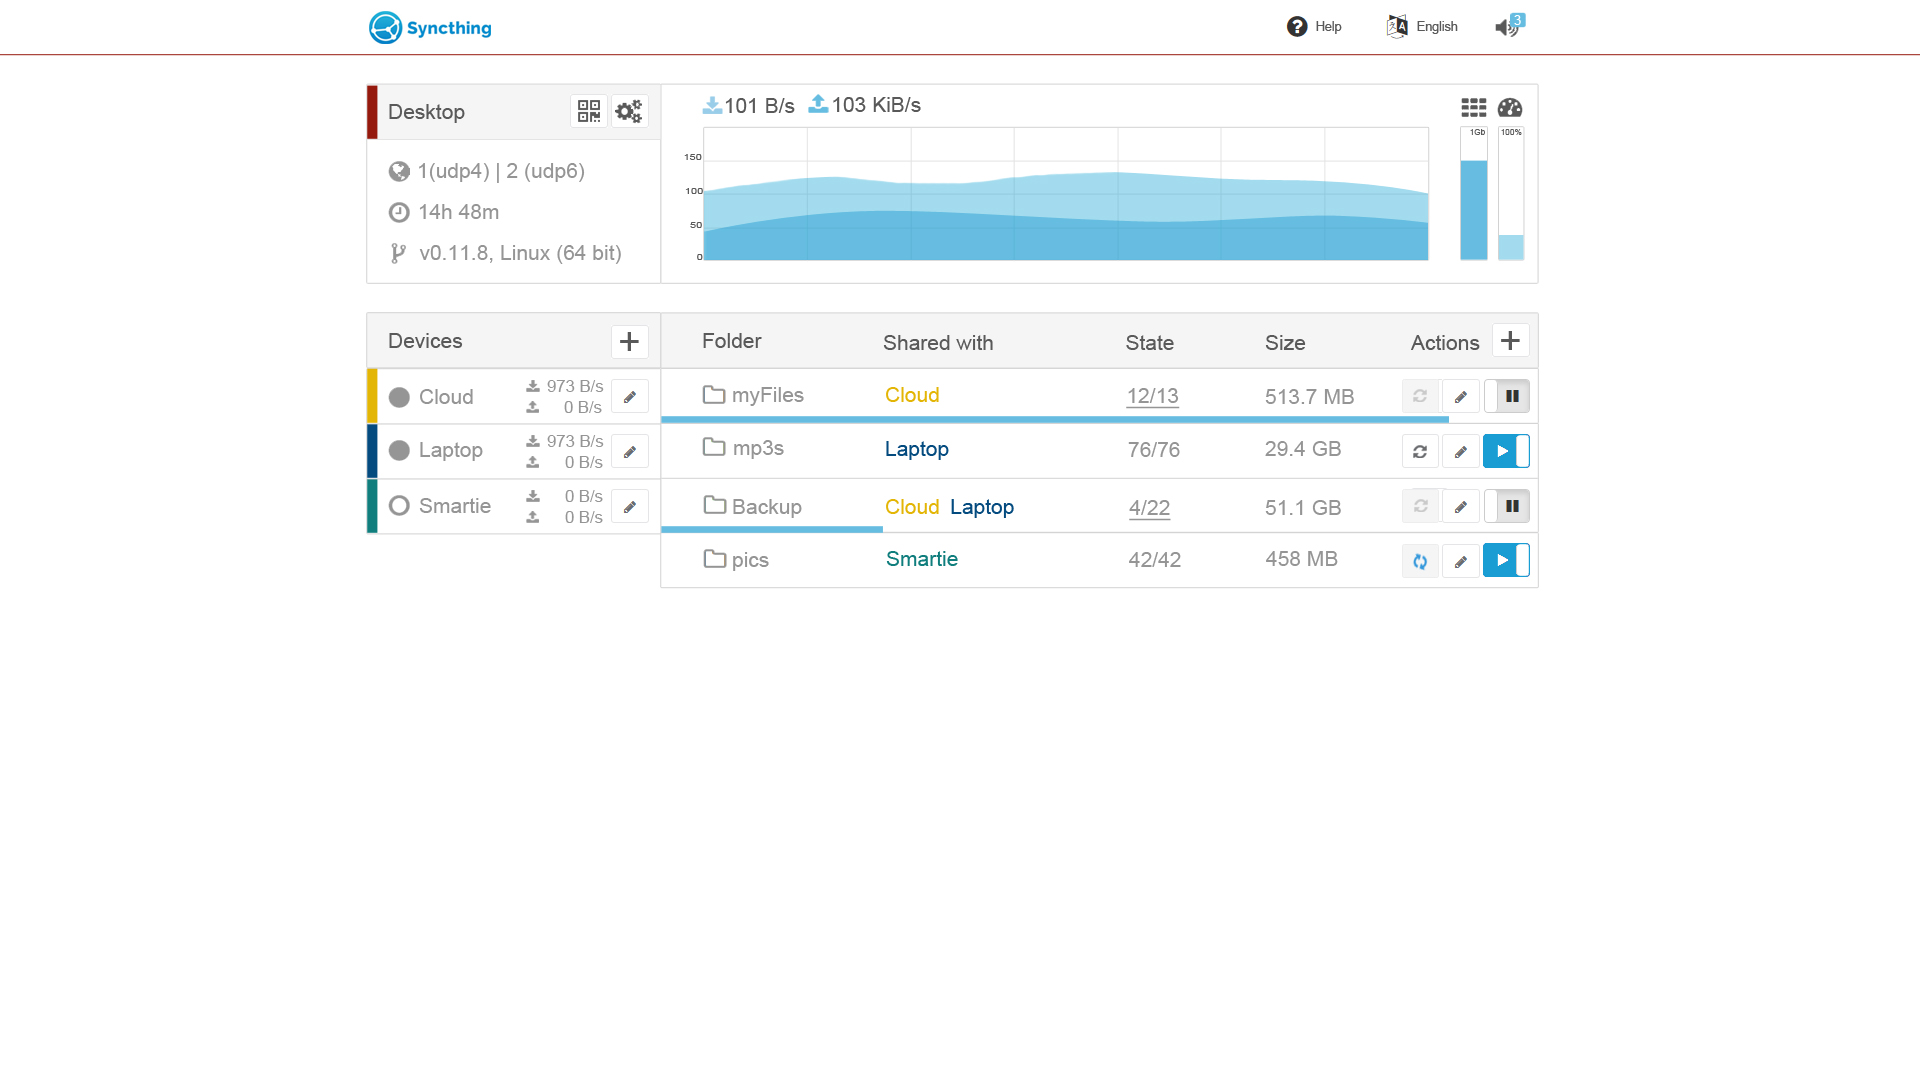 Syncthing
Help
English
3
Desktop
1(udp4) | 2 (udp6)
14h 48m
v0.11.8, Linux (64 bit)
101 B/s 103 KiB/s
150
100
50
0
1Gb
100%
Devices
Cloud 973 B/s
0 B/s
Laptop 973 B/s
0 B/s
Smartie 0 B/s
0 B/s
Folder Shared with State Size Actions
myFiles Cloud 12/13 513.7 MB
mp3s Laptop 76/76 29.4 GB
Backup Cloud Laptop 4/22 51.1 GB
pics Smartie 42/42 458 MB